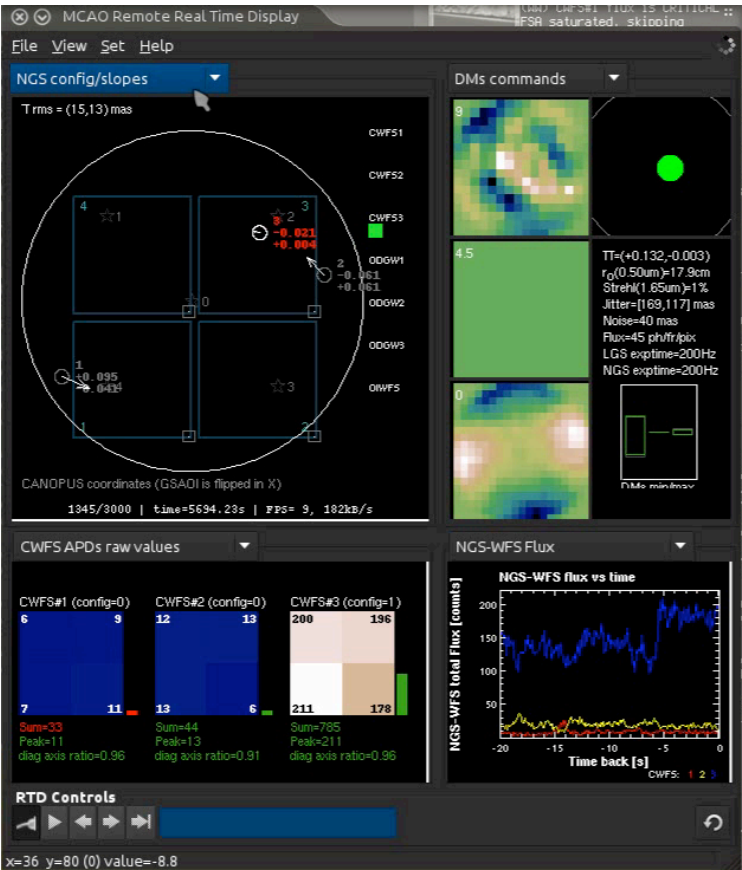 MCAO Remote Real Time Display
FSA saturated, skipping
File View Set Help
NGS config/slopes
DMs commands
T rms = (15,13) mas
CWFS1
CWFS2
CWFS3
ODGW1
ODGW2
ODGW3
OIWFS
4
1
3
2
3
-0.021
+0.004
2
-0.061
+0.061
0
1
+0.095
-0.041
4
3
1
2
CANOPUS coordinates (GSAOI is flipped in X)
1345/3000 | time=5694.23s | FPS= 9, 182kB/s
9
4.5
0
TT=(+0.132,-0.003)
r0(0.50um)=17.9cm
Strehl(1.65um)=1%
Jitter=[169,117] mas
Noise=40 mas
Flux=45 ph/fr/pix
LGS exptime=200Hz
NGS exptime=200Hz
DMs min/max
CWFS APDs raw values
CWFS#1 (config=0)
6 9
7 11
Sum=33
Peak=11
diag axis ratio=0.96
CWFS#2 (config=0)
12 13
13 6
Sum=44
Peak=13
diag axis ratio=0.91
CWFS#3 (config=1)
200 196
211 178
Sum=785
Peak=211
diag axis ratio=0.96
NGS-WFS Flux
NGS-WFS flux vs time
NGS-WFS total Flux [counts]
200
150
100
50
-20 -15 -10 -5 0
Time back [s]
CWFS: 1 2 3
RTD Controls
x=36 y=80 (0) value=-8.8